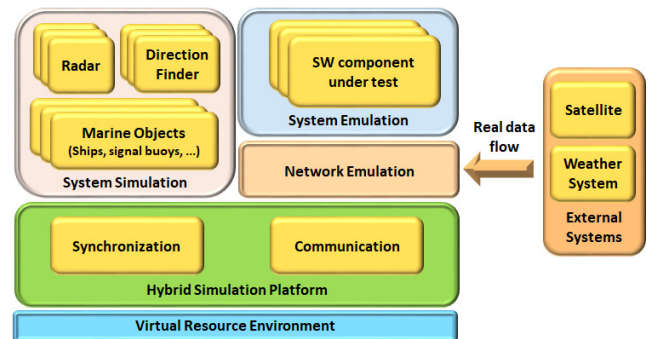 Radar
Direction
Finder
Marine Objects
(Ships, signal buoys, ...)
System Simulation
SW component
under test
System Emulation
Network Emulation
Real data
flow
Satellite
Weather
System
External
Systems
Synchronization
Communication
Hybrid Simulation Platform
Virtual Resource Environment